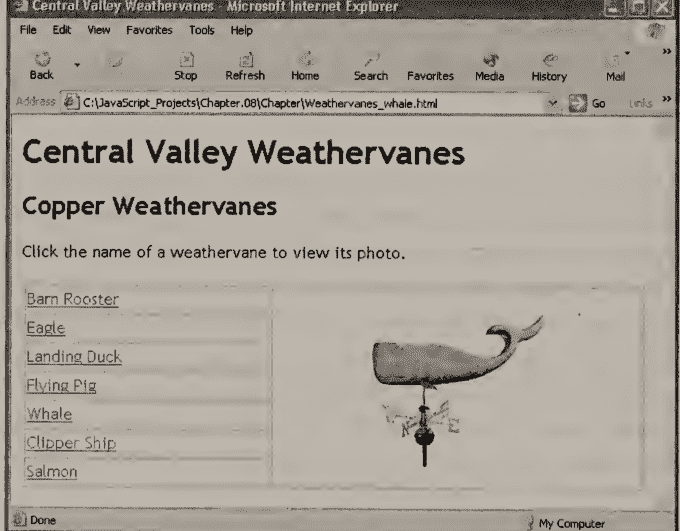 Central Valley Weathervanes - Microsoft Internet Explorer
File Edit View Favorites Tools Help
Back Stop Refresh Home Search Favorites Media History Mail »
Address C:\JavaScript_Projects\Chapter.08\Chapter\Weathervanes_whale.html Go Links »
Central Valley Weathervanes
Copper Weathervanes
Click the name of a weathervane to view its photo.
Barn Rooster
Eagle
Landing Duck
Flying Pig
Whale
Clipper Ship
Salmon
N E
Done My Computer